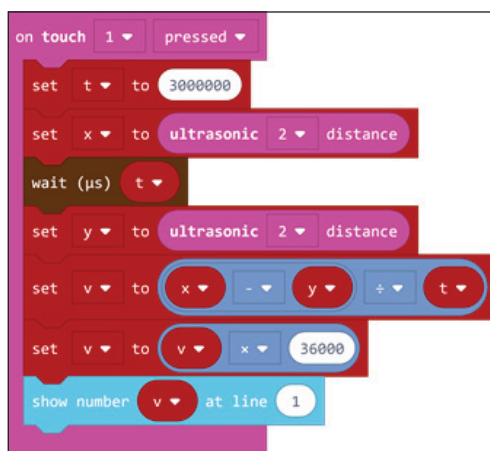 on touch 1 pressed
set t to 3000000
set x to ultrasonic 2 distance
wait (µs) t
set y to ultrasonic 2 distance
set v to x - y ÷ t
set v to v × 36000
show number v at line 1